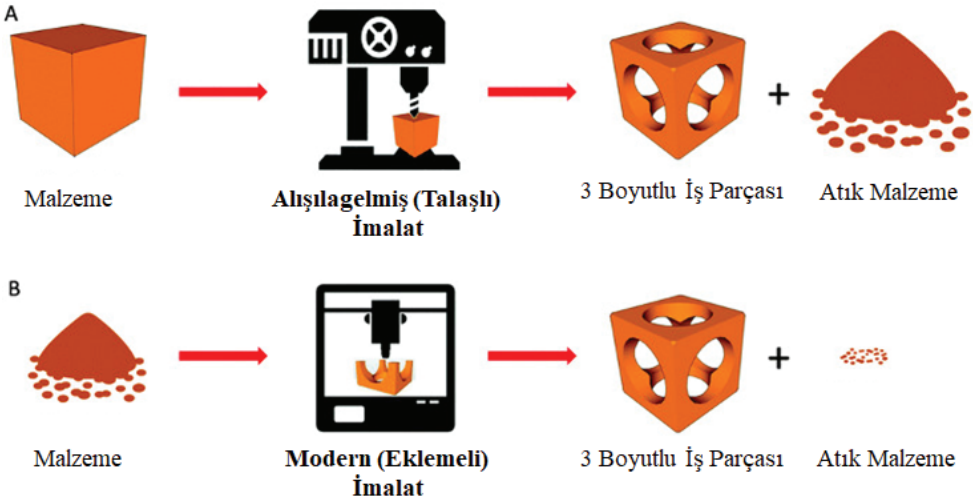 A
Malzeme
Alışılagelmiş (Talaşlı)
İmalat
3 Boyutlu İş Parçası
Atık Malzeme
B
Malzeme
Modern (Eklemeli)
İmalat
3 Boyutlu İş Parçası
Atık Malzeme